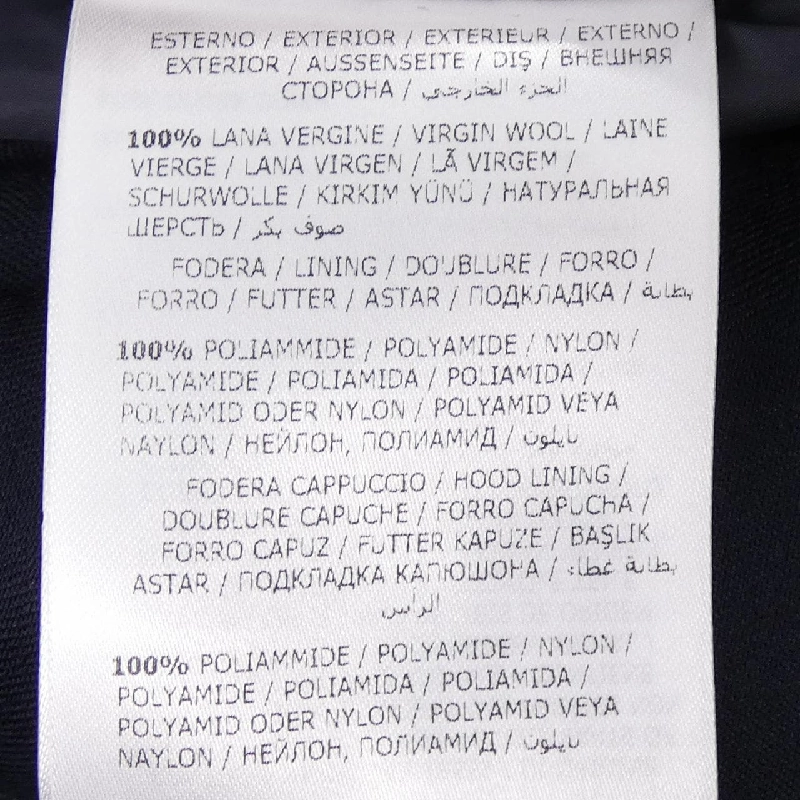 ESTERNO / EXTERIOR / EXTERIEUR / EXTERNO /
EXTERIOR / AUSSENSEITE / DIŞ / ВНЕШНЯЯ
СТОРОНА / الجزء الخارجي
100% LANA VERGINE / VIRGIN WOOL / LAINE
VIERGE / LANA VIRGEN / LÃ VIRGEM /
SCHURWOLLE / KIRKIM YÜNÜ / НАТУРАЛЬНАЯ
ШЕРСТЬ / صوف بكر
FODERA / LINING / DOUBLURE / FORRO /
FORRO / FUTTER / ASTAR / ПОДКЛАДКА / بطانة
100% POLIAMMIDE / POLYAMIDE / NYLON /
POLYAMIDE / POLIAMIDA / POLIAMIDA /
POLYAMID ODER NYLON / POLYAMID VEYA
NAYLON / НЕЙЛОН, ПОЛИАМИД / نايلون
FODERA CAPPUCCIO / HOOD LINING /
DOUBLURE CAPUCHE / FORRO CAPUCHA /
FORRO CAPUZ / FUTTER KAPUZE / BAŞLIK
ASTAR / ПОДКЛАДКА КАПЮШОНА / بطانة غطاء
الرأس
100% POLIAMMIDE / POLYAMIDE / NYLON /
POLYAMIDE / POLIAMIDA / POLIAMIDA /
POLYAMID ODER NYLON / POLYAMID VEYA
NAYLON / НЕЙЛОН, ПОЛИАМИД / نايلون